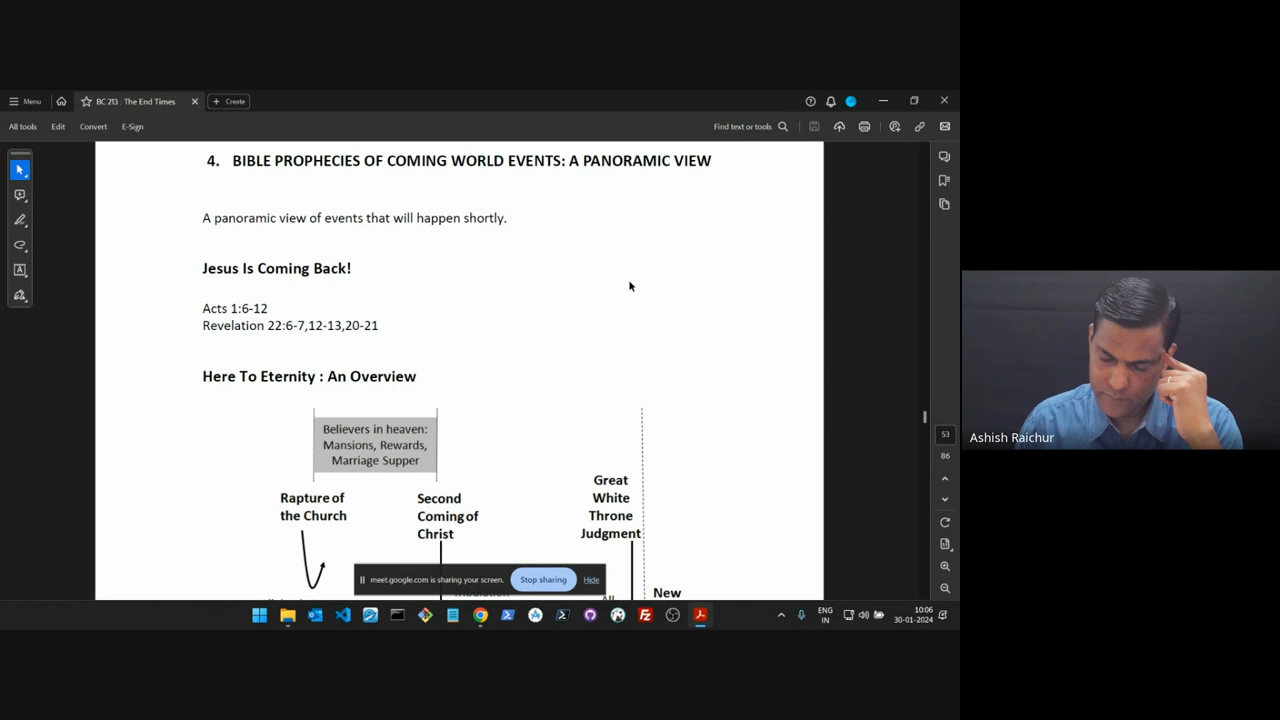 Menu
BC 213 : The End Times
Create
All tools
Edit
Convert
E-Sign
Find text or tools
4. BIBLE PROPHECIES OF COMING WORLD EVENTS: A PANORAMIC VIEW
A panoramic view of events that will happen shortly.
Jesus Is Coming Back!
Acts 1:6-12
Revelation 22:6-7,12-13,20-21
Here To Eternity : An Overview
Believers in heaven:
Mansions, Rewards,
Marriage Supper
Rapture of
the Church
Second
Coming of
Christ
Great
White
Throne
Judgment
New
All
53
86
meet.google.com is sharing your screen.
Stop sharing
Hide
Ashish Raichur
ENG
IN
10:06
30-01-2024